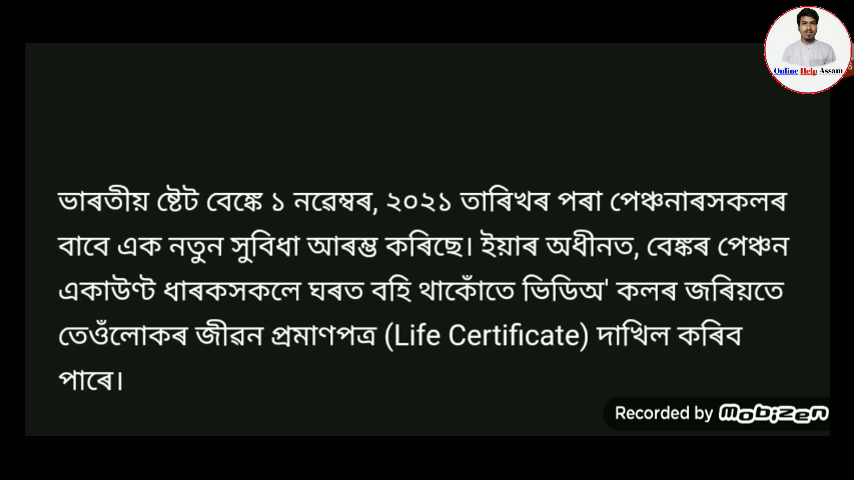 Online Help Assam
ভাৰতীয় ষ্টেট বেঙ্কে ১ নৱেম্বৰ, ২০২১ তাৰিখৰ পৰা পেঞ্চনাৰসকলৰ
বাবে এক নতুন সুবিধা আৰম্ভ কৰিছে। ইয়াৰ অধীনত, বেঙ্কৰ পেঞ্চন
একাউণ্ট ধাৰকসকলে ঘৰত বহি থাকোঁতে ভিডিঅ' কলৰ জৰিয়তে
তেওঁলোকৰ জীৱন প্ৰমাণপত্ৰ (Life Certificate) দাখিল কৰিব
পাৰে।
Recorded by Mobizen